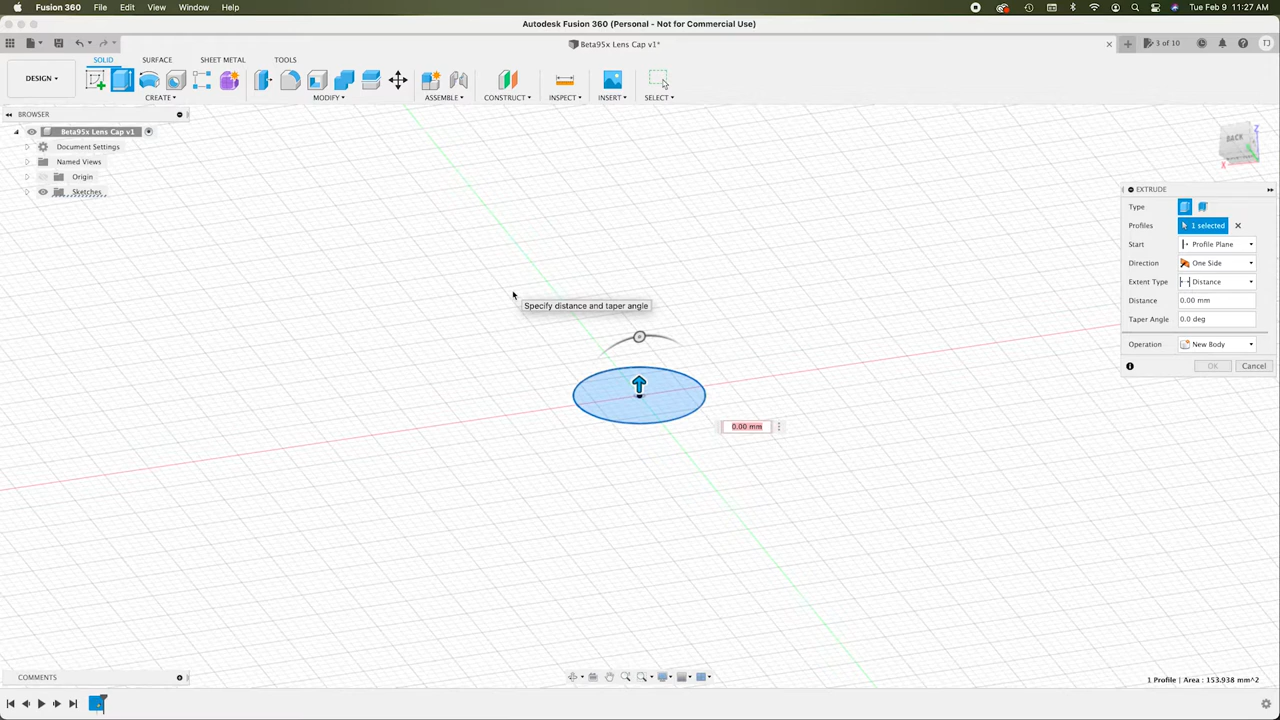 Fusion 360 File Edit View Window Help
Tue Feb 9 11:27 AM
Autodesk Fusion 360 (Personal - Not for Commercial Use)
Beta95x Lens Cap v1*
3 of 10
TJ
DESIGN
SOLID SURFACE SHEET METAL TOOLS
CREATE MODIFY ASSEMBLE CONSTRUCT INSPECT INSERT SELECT
BROWSER
Beta95x Lens Cap v1
Document Settings
Named Views
Origin
Sketches
BACK
Z
X
EXTRUDE
Type
Profiles 1 selected
Start Profile Plane
Direction One Side
Extent Type Distance
Distance 0.00 mm
Taper Angle 0.0 deg
Operation New Body
OK Cancel
Specify distance and taper angle
0.00 mm
COMMENTS
1 Profile | Area : 153.938 mm^2